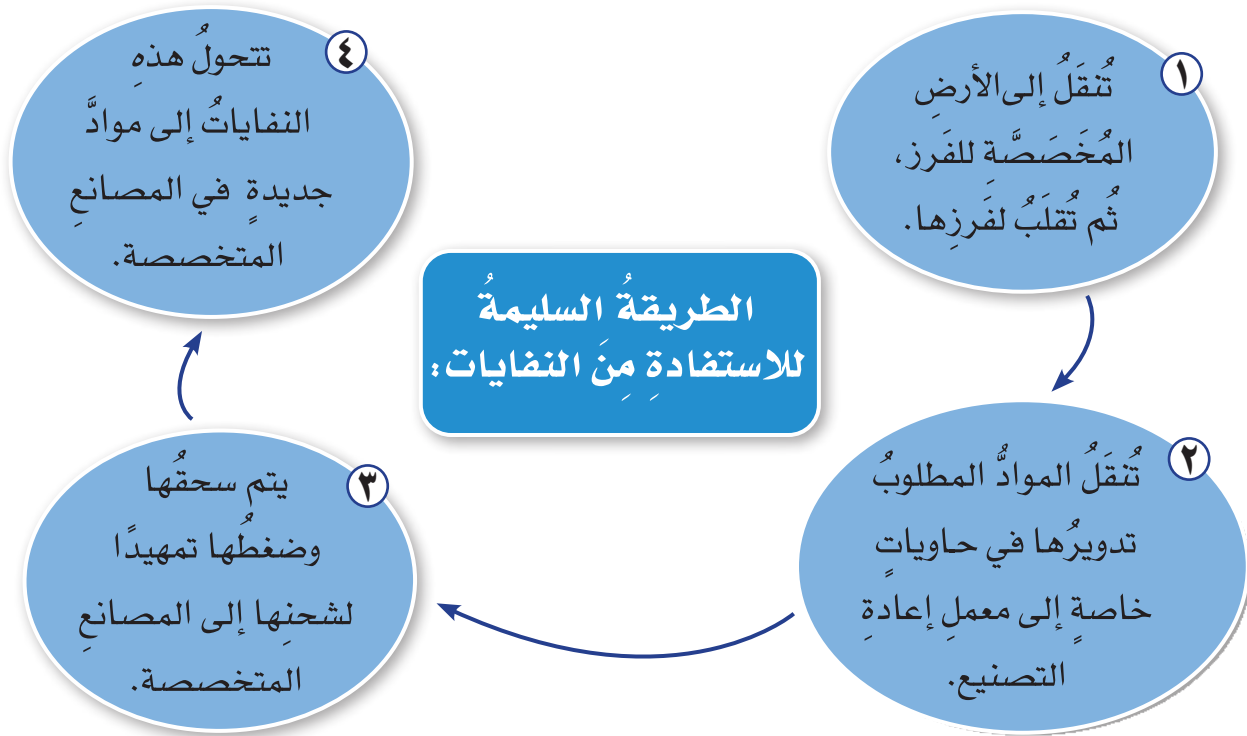 الطريقةُ السليمةُ
للاستفادةِ مِنَ النفايات:
١
تُنقَلُ إلى الأرضِ
المُخَصَصَّةِ للفَرز،
ثُم تُقلَبُ لفَرزِها.
٢
تُنقَلُ الموادُّ المطلوبُ
تدويرُها في حاوياتٍ
خاصةٍ إلى معملِ إعادةِ
التصنيع.
٣
يتم سحقُها
وضغطُها تمهيدًا
لشحنِها إلى المصانعِ
المتخصصة.
٤
تتحولُ هذهِ
النفاياتُ إلى موادَّ
جديدةٍ في المصانعِ
المتخصصة.